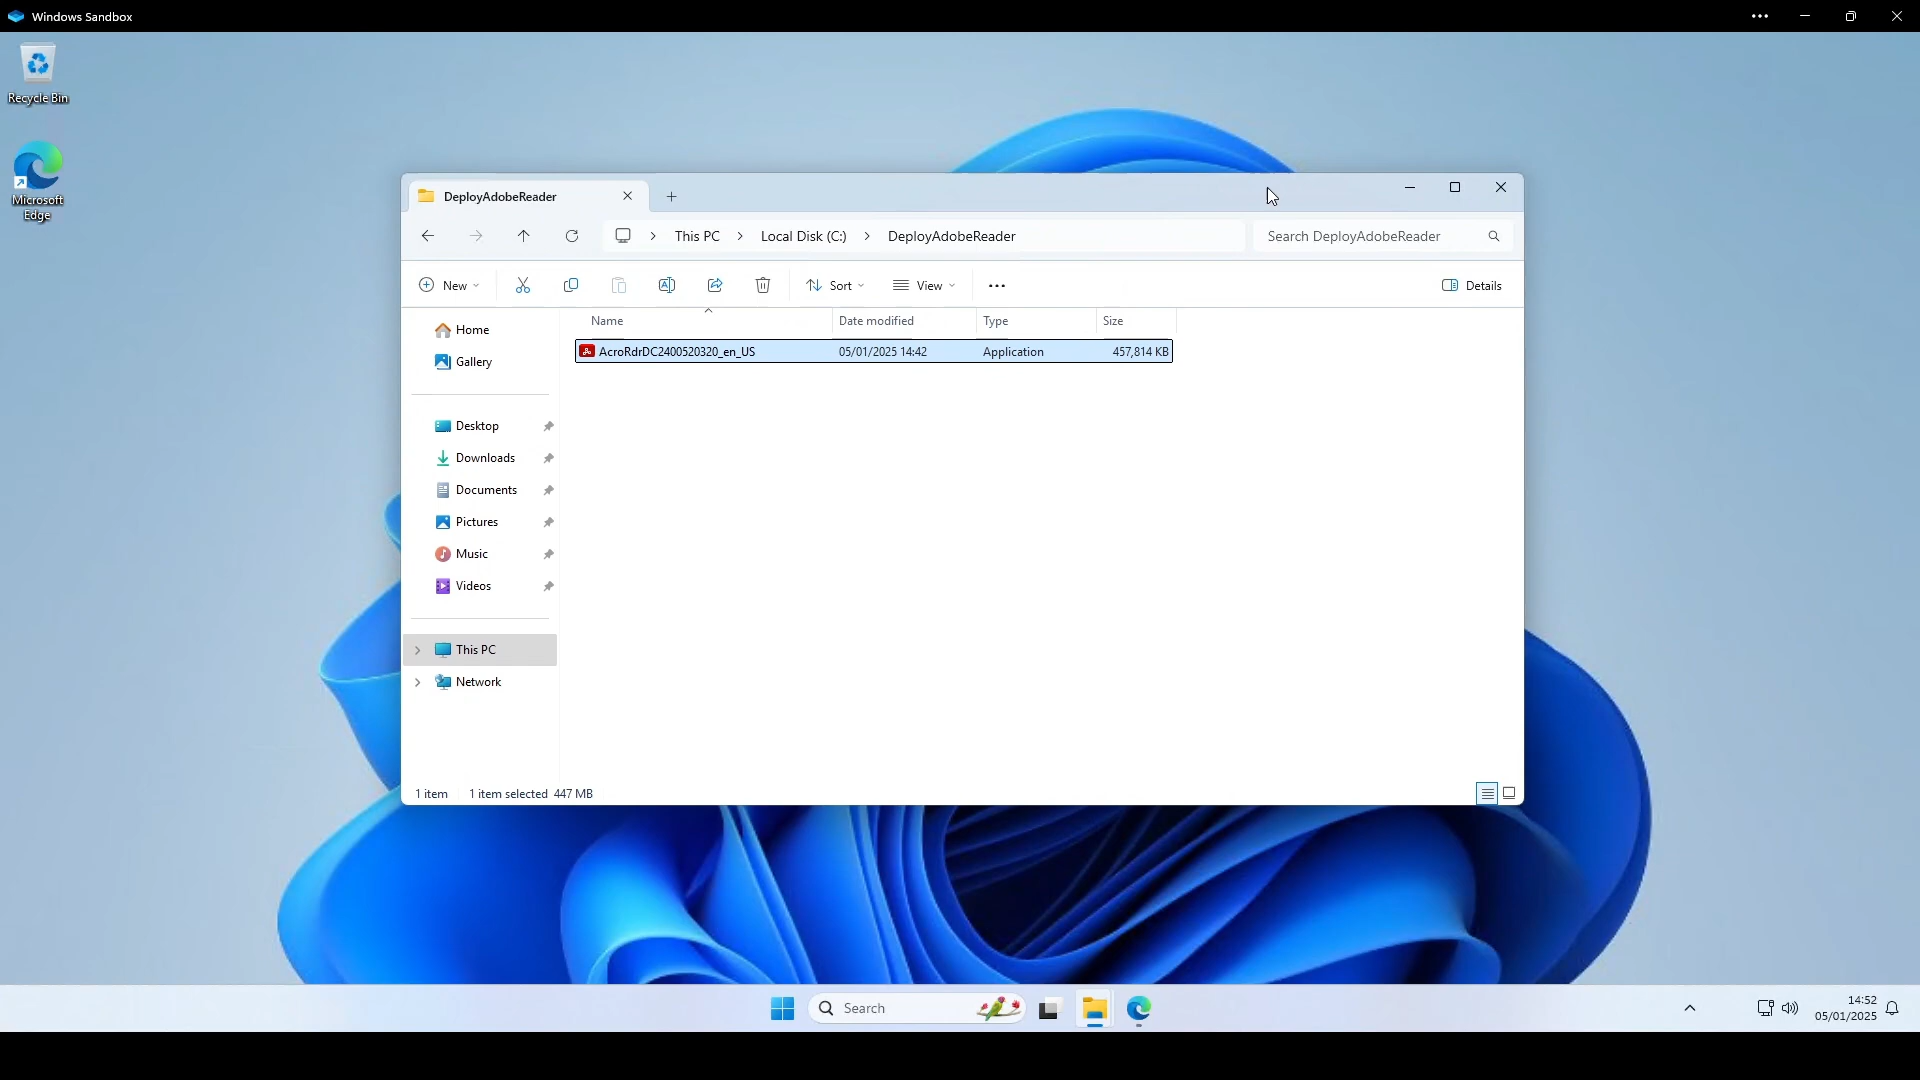 Windows Sandbox
Recycle Bin
Microsoft
Edge
DeployAdobeReader
This PC
Local Disk (C:)
DeployAdobeReader
Search DeployAdobeReader
New
Sort
View
Details
Name
Date modified
Type
Size
AcroRdrDC2400520320_en_US
05/01/2025 14:42
Application
457,814 KB
Home
Gallery
Desktop
Downloads
Documents
Pictures
Music
Videos
This PC
Network
1 item
1 item selected 447 MB
Search
14:52
05/01/2025